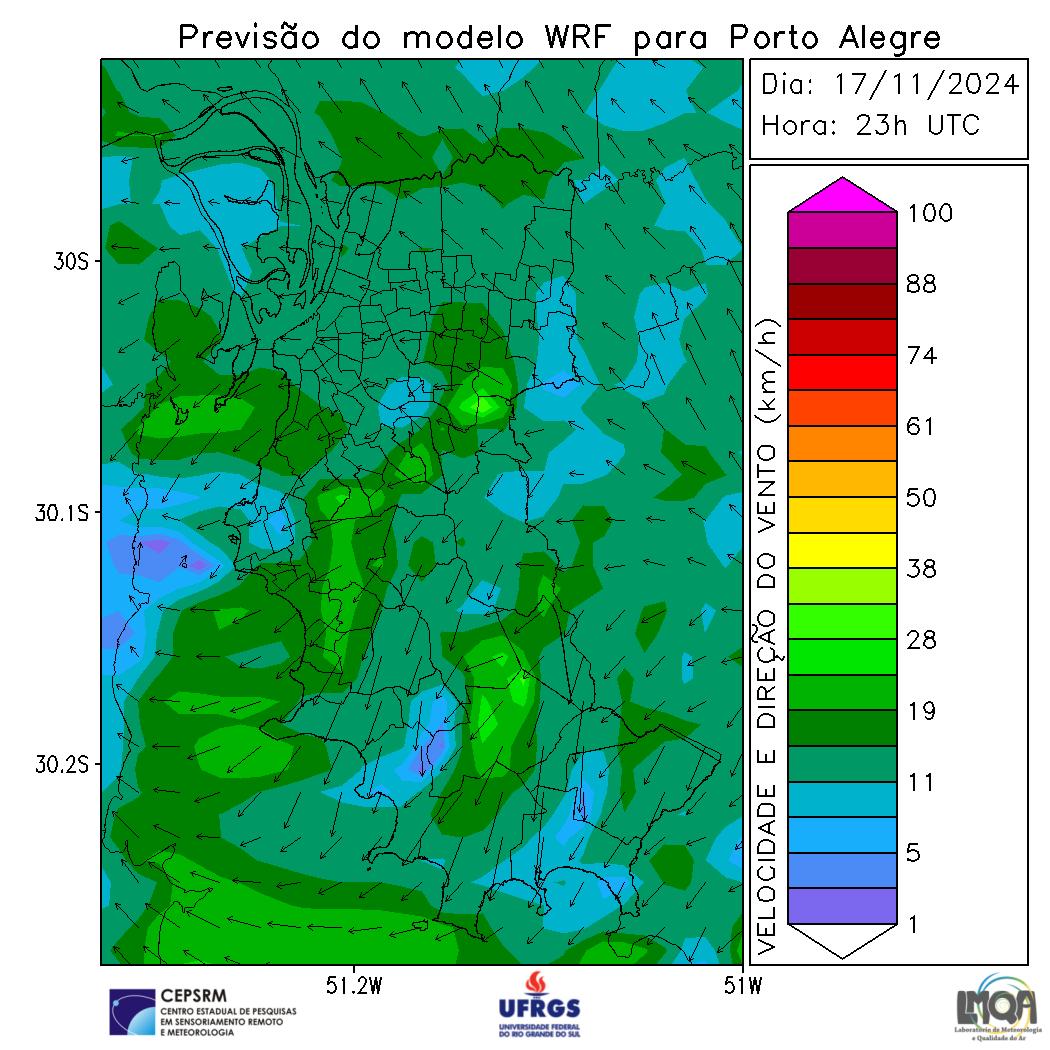 Previsão do modelo WRF para Porto Alegre
Dia: 17/11/2024
Hora: 23h UTC
30S
30.1S
30.2S
51.2W
51W
VELOCIDADE E DIREÇÃO DO VENTO (km/h)
100
88
74
61
50
38
28
19
11
5
1
CEPSRM
CENTRO ESTADUAL DE PESQUISAS
EM SENSORIAMENTO REMOTO
E METEOROLOGIA
UFRGS
UNIVERSIDADE FEDERAL
DO RIO GRANDE DO SUL
LMQA
Laboratório de Meteorologia
e Qualidade do Ar